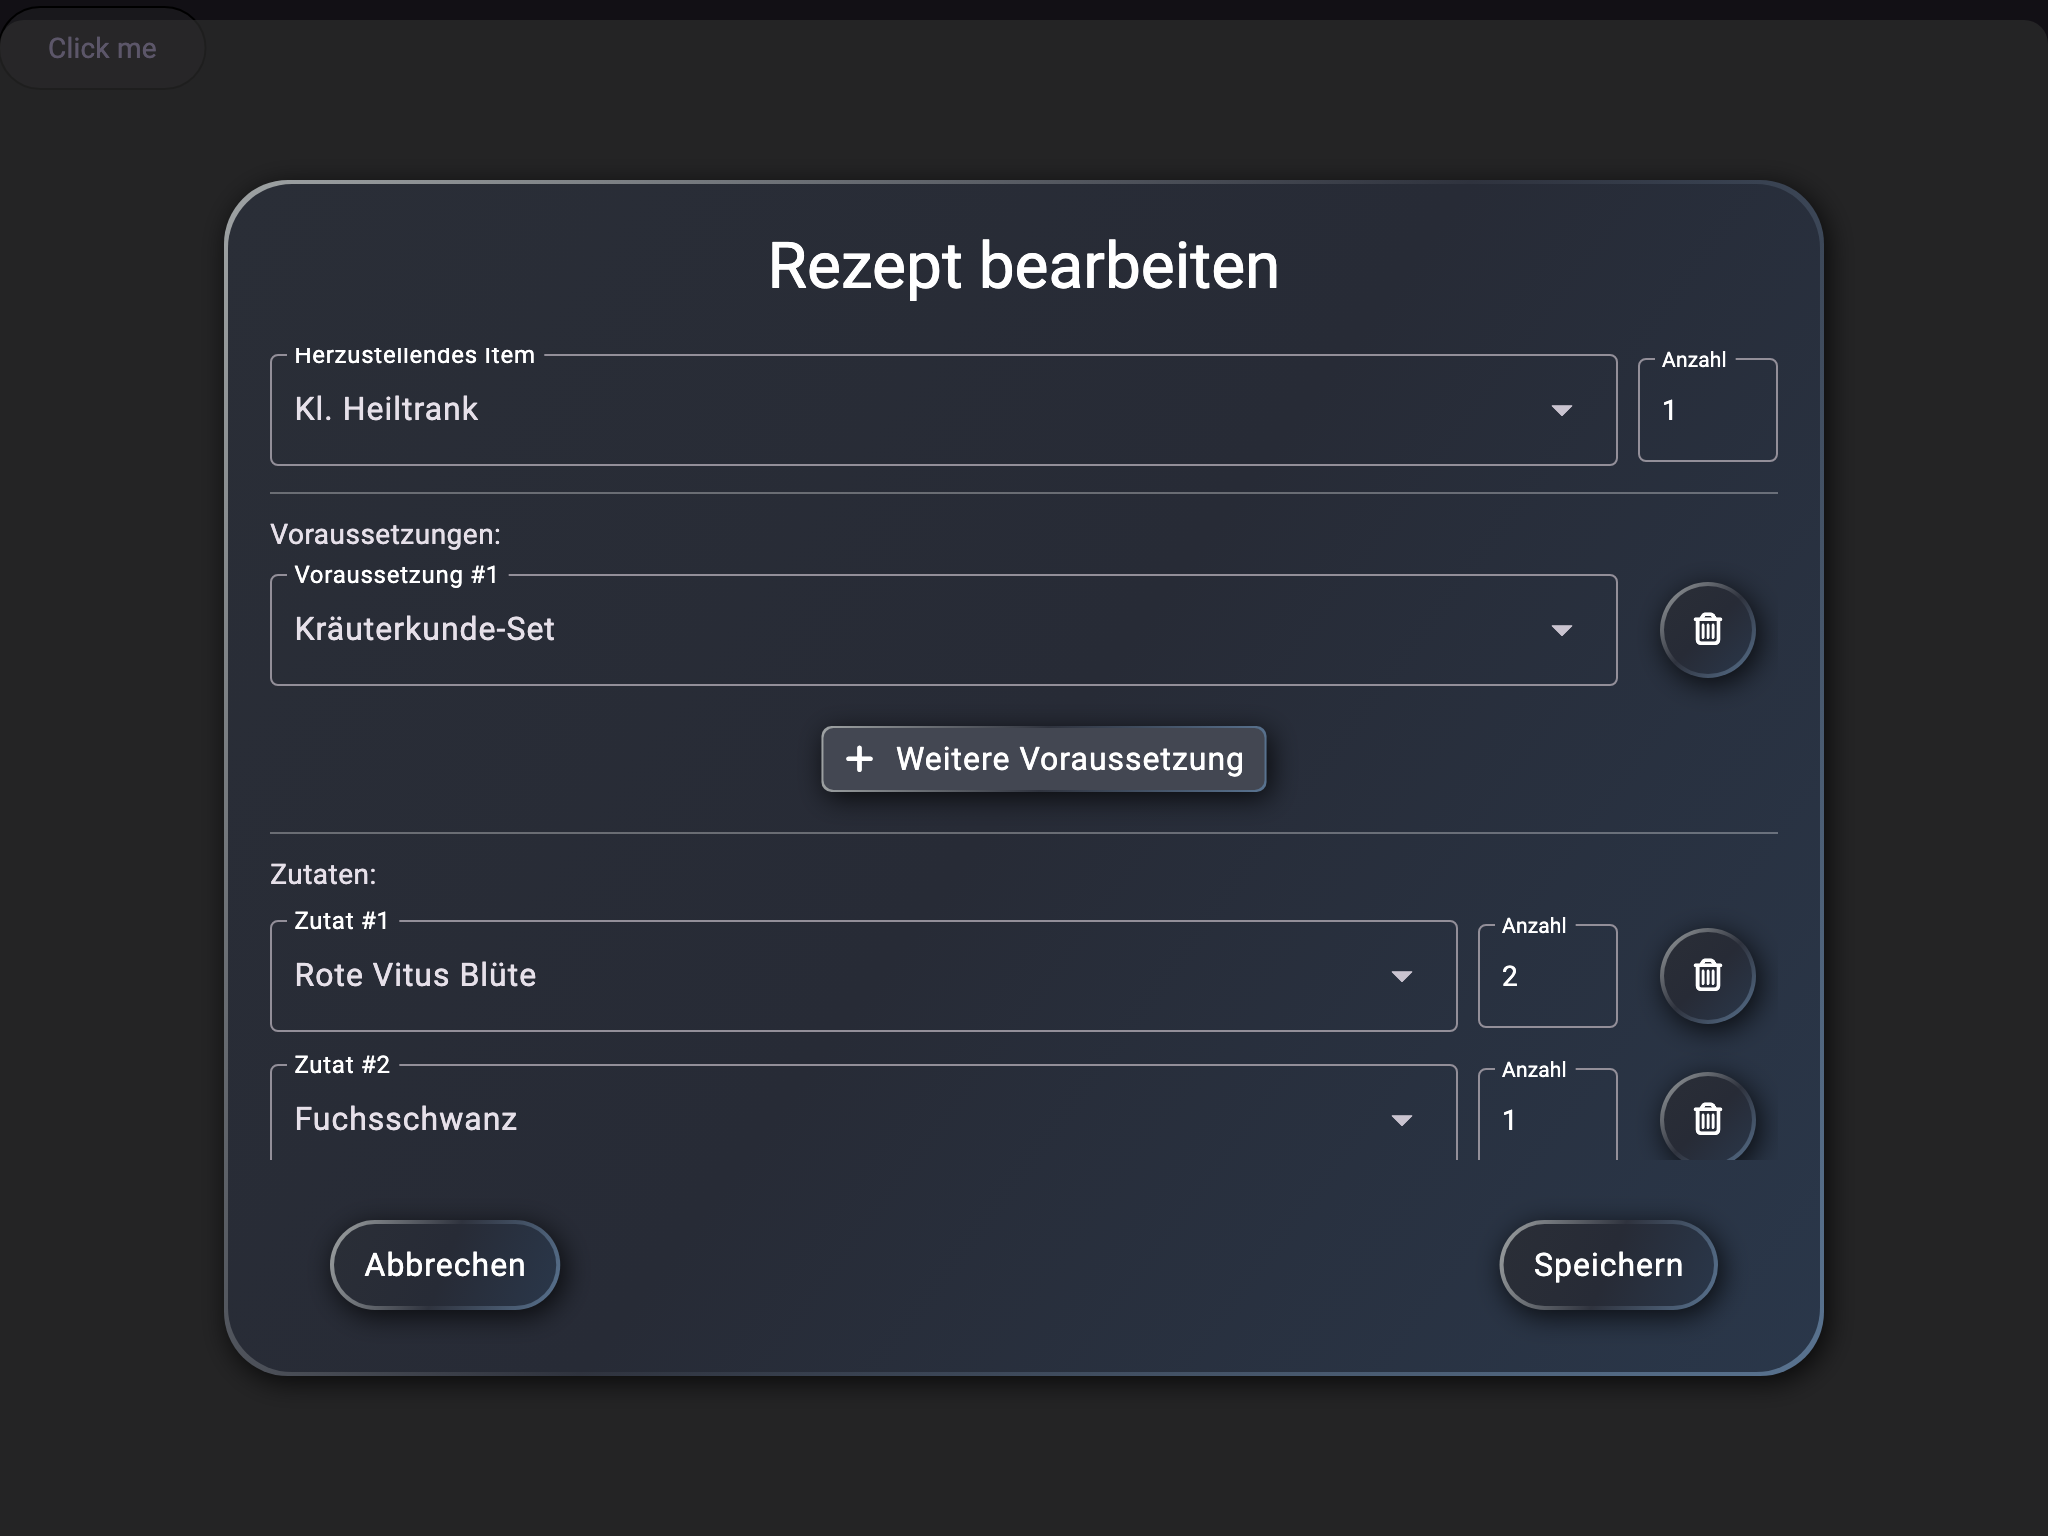 Click me
Rezept bearbeiten
Herzustellendes Item
Anzahl
Kl. Heiltrank
1
Voraussetzungen:
Voraussetzung #1
Kräuterkunde-Set
+ Weitere Voraussetzung
Zutaten:
Zutat #1
Anzahl
Rote Vitus Blüte
2
Zutat #2
Anzahl
Fuchsschwanz
1
Abbrechen
Speichern